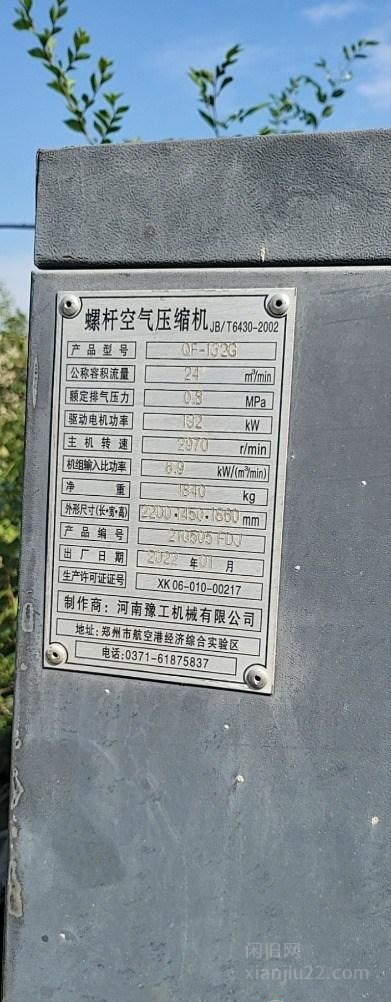 螺杆空气压缩机 JB/T6430-2002
产品型号 QF-132G
公称容积流量 24 m³/min
额定排气压力 0.8 MPa
驱动电机功率 132 kW
主机转速 2970 r/min
机组输入比功率 6.9 kW/(m³/min)
净重 1840 kg
外形尺寸(长·宽·高) 2200·1450·1860 mm
产品编号
出厂日期 2022 年 01 月
生产许可证证号 XK 06-010-00217
制作商：河南豫工机械有限公司
地址：郑州市航空港经济综合实验区
电话：0371-61875837
闲旧网
xianjiu22.com